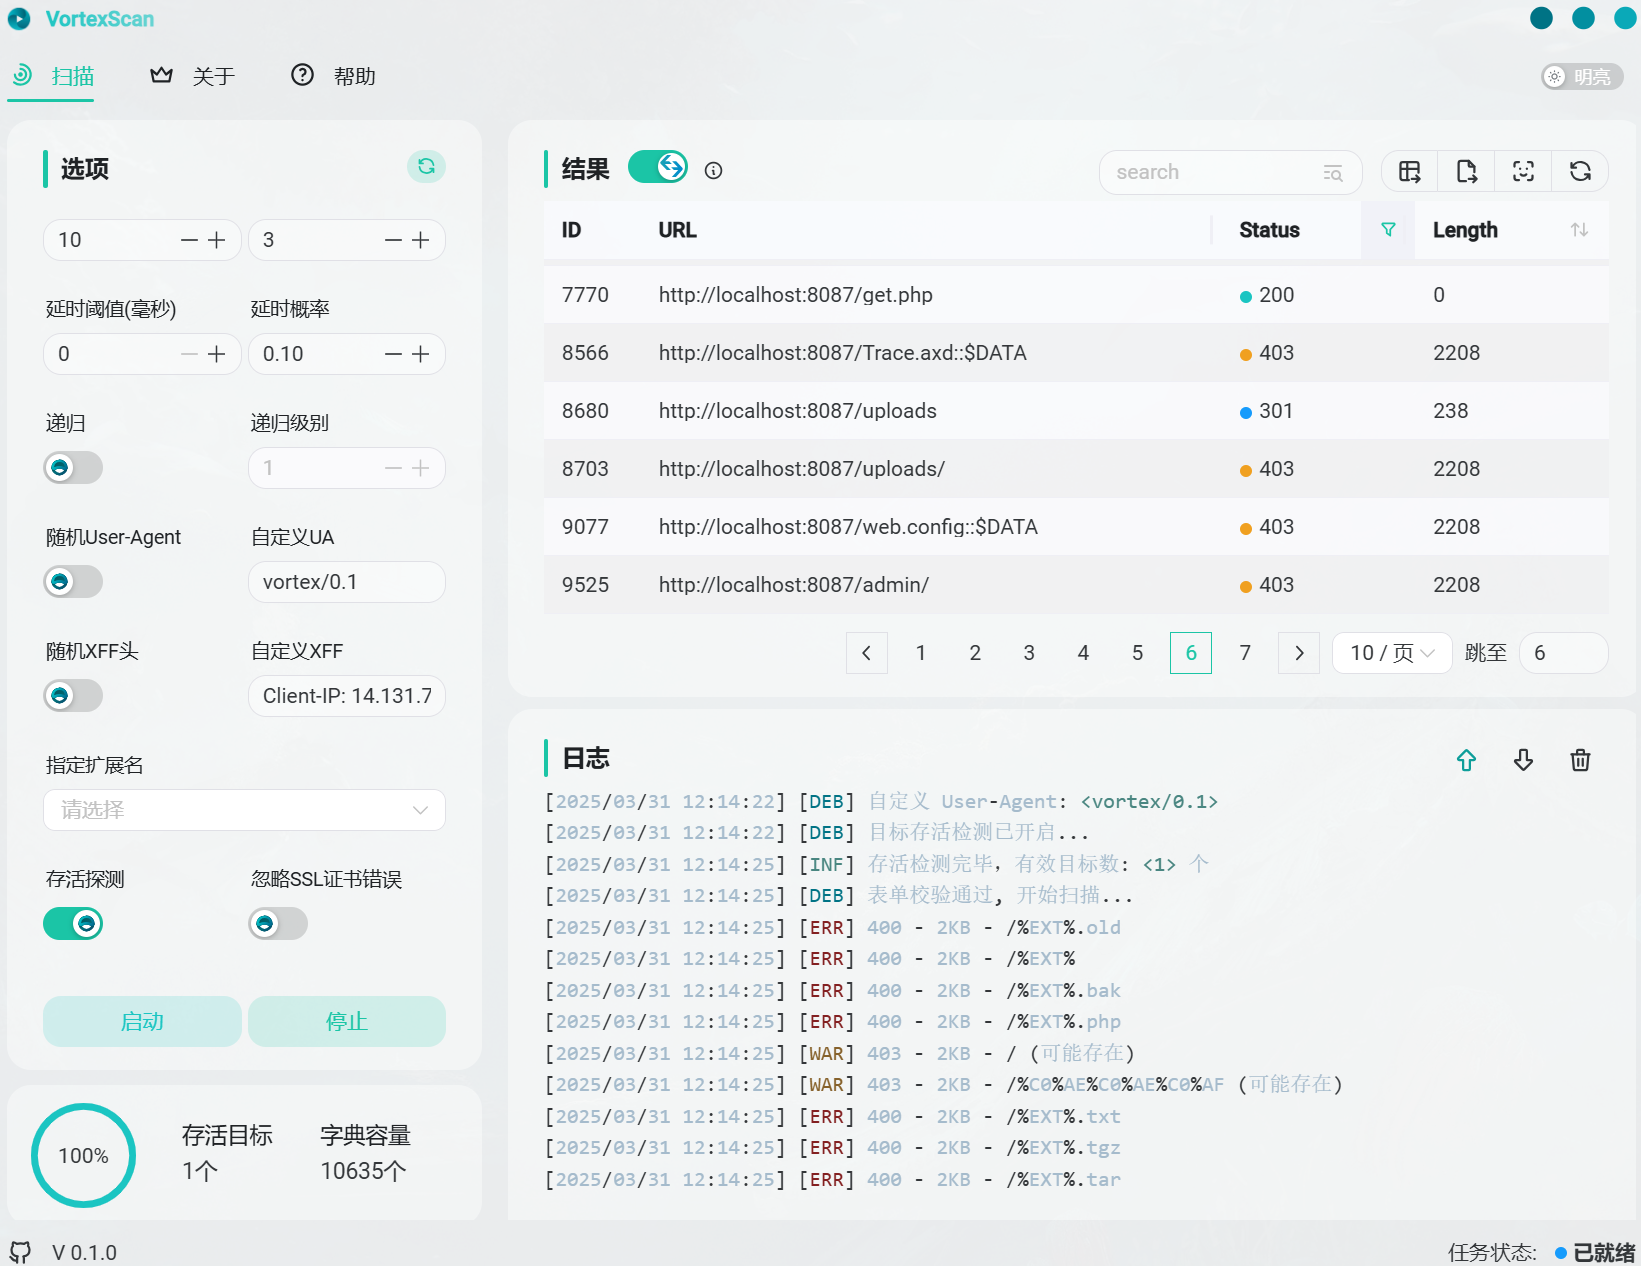 VortexScan
扫描 关于 帮助 明亮
选项
10 3
延时阈值(毫秒) 延时概率
0 0.10
递归 递归级别
1
随机User-Agent 自定义UA
vortex/0.1
随机XFF头 自定义XFF
Client-IP: 14.131.7
指定扩展名
请选择
存活探测 忽略SSL证书错误
启动 停止
100%
存活目标 字典容量
1个 10635个
结果 search
ID URL Status Length
7770 http://localhost:8087/get.php 200 0
8566 http://localhost:8087/Trace.axd::$DATA 403 2208
8680 http://localhost:8087/uploads 301 238
8703 http://localhost:8087/uploads/ 403 2208
9077 http://localhost:8087/web.config::$DATA 403 2208
9525 http://localhost:8087/admin/ 403 2208
1 2 3 4 5 6 7 10 / 页 跳至 6
日志
[2025/03/31 12:14:22] [DEB] 自定义 User-Agent: <vortex/0.1>
[2025/03/31 12:14:22] [DEB] 目标存活检测已开启...
[2025/03/31 12:14:25] [INF] 存活检测完毕，有效目标数: <1> 个
[2025/03/31 12:14:25] [DEB] 表单校验通过, 开始扫描...
[2025/03/31 12:14:25] [ERR] 400 - 2KB - /%EXT%.old
[2025/03/31 12:14:25] [ERR] 400 - 2KB - /%EXT%
[2025/03/31 12:14:25] [ERR] 400 - 2KB - /%EXT%.bak
[2025/03/31 12:14:25] [ERR] 400 - 2KB - /%EXT%.php
[2025/03/31 12:14:25] [WAR] 403 - 2KB - / (可能存在)
[2025/03/31 12:14:25] [WAR] 403 - 2KB - /%C0%AE%C0%AE%C0%AF (可能存在)
[2025/03/31 12:14:25] [ERR] 400 - 2KB - /%EXT%.txt
[2025/03/31 12:14:25] [ERR] 400 - 2KB - /%EXT%.tgz
[2025/03/31 12:14:25] [ERR] 400 - 2KB - /%EXT%.tar
V 0.1.0 任务状态: 已就绪